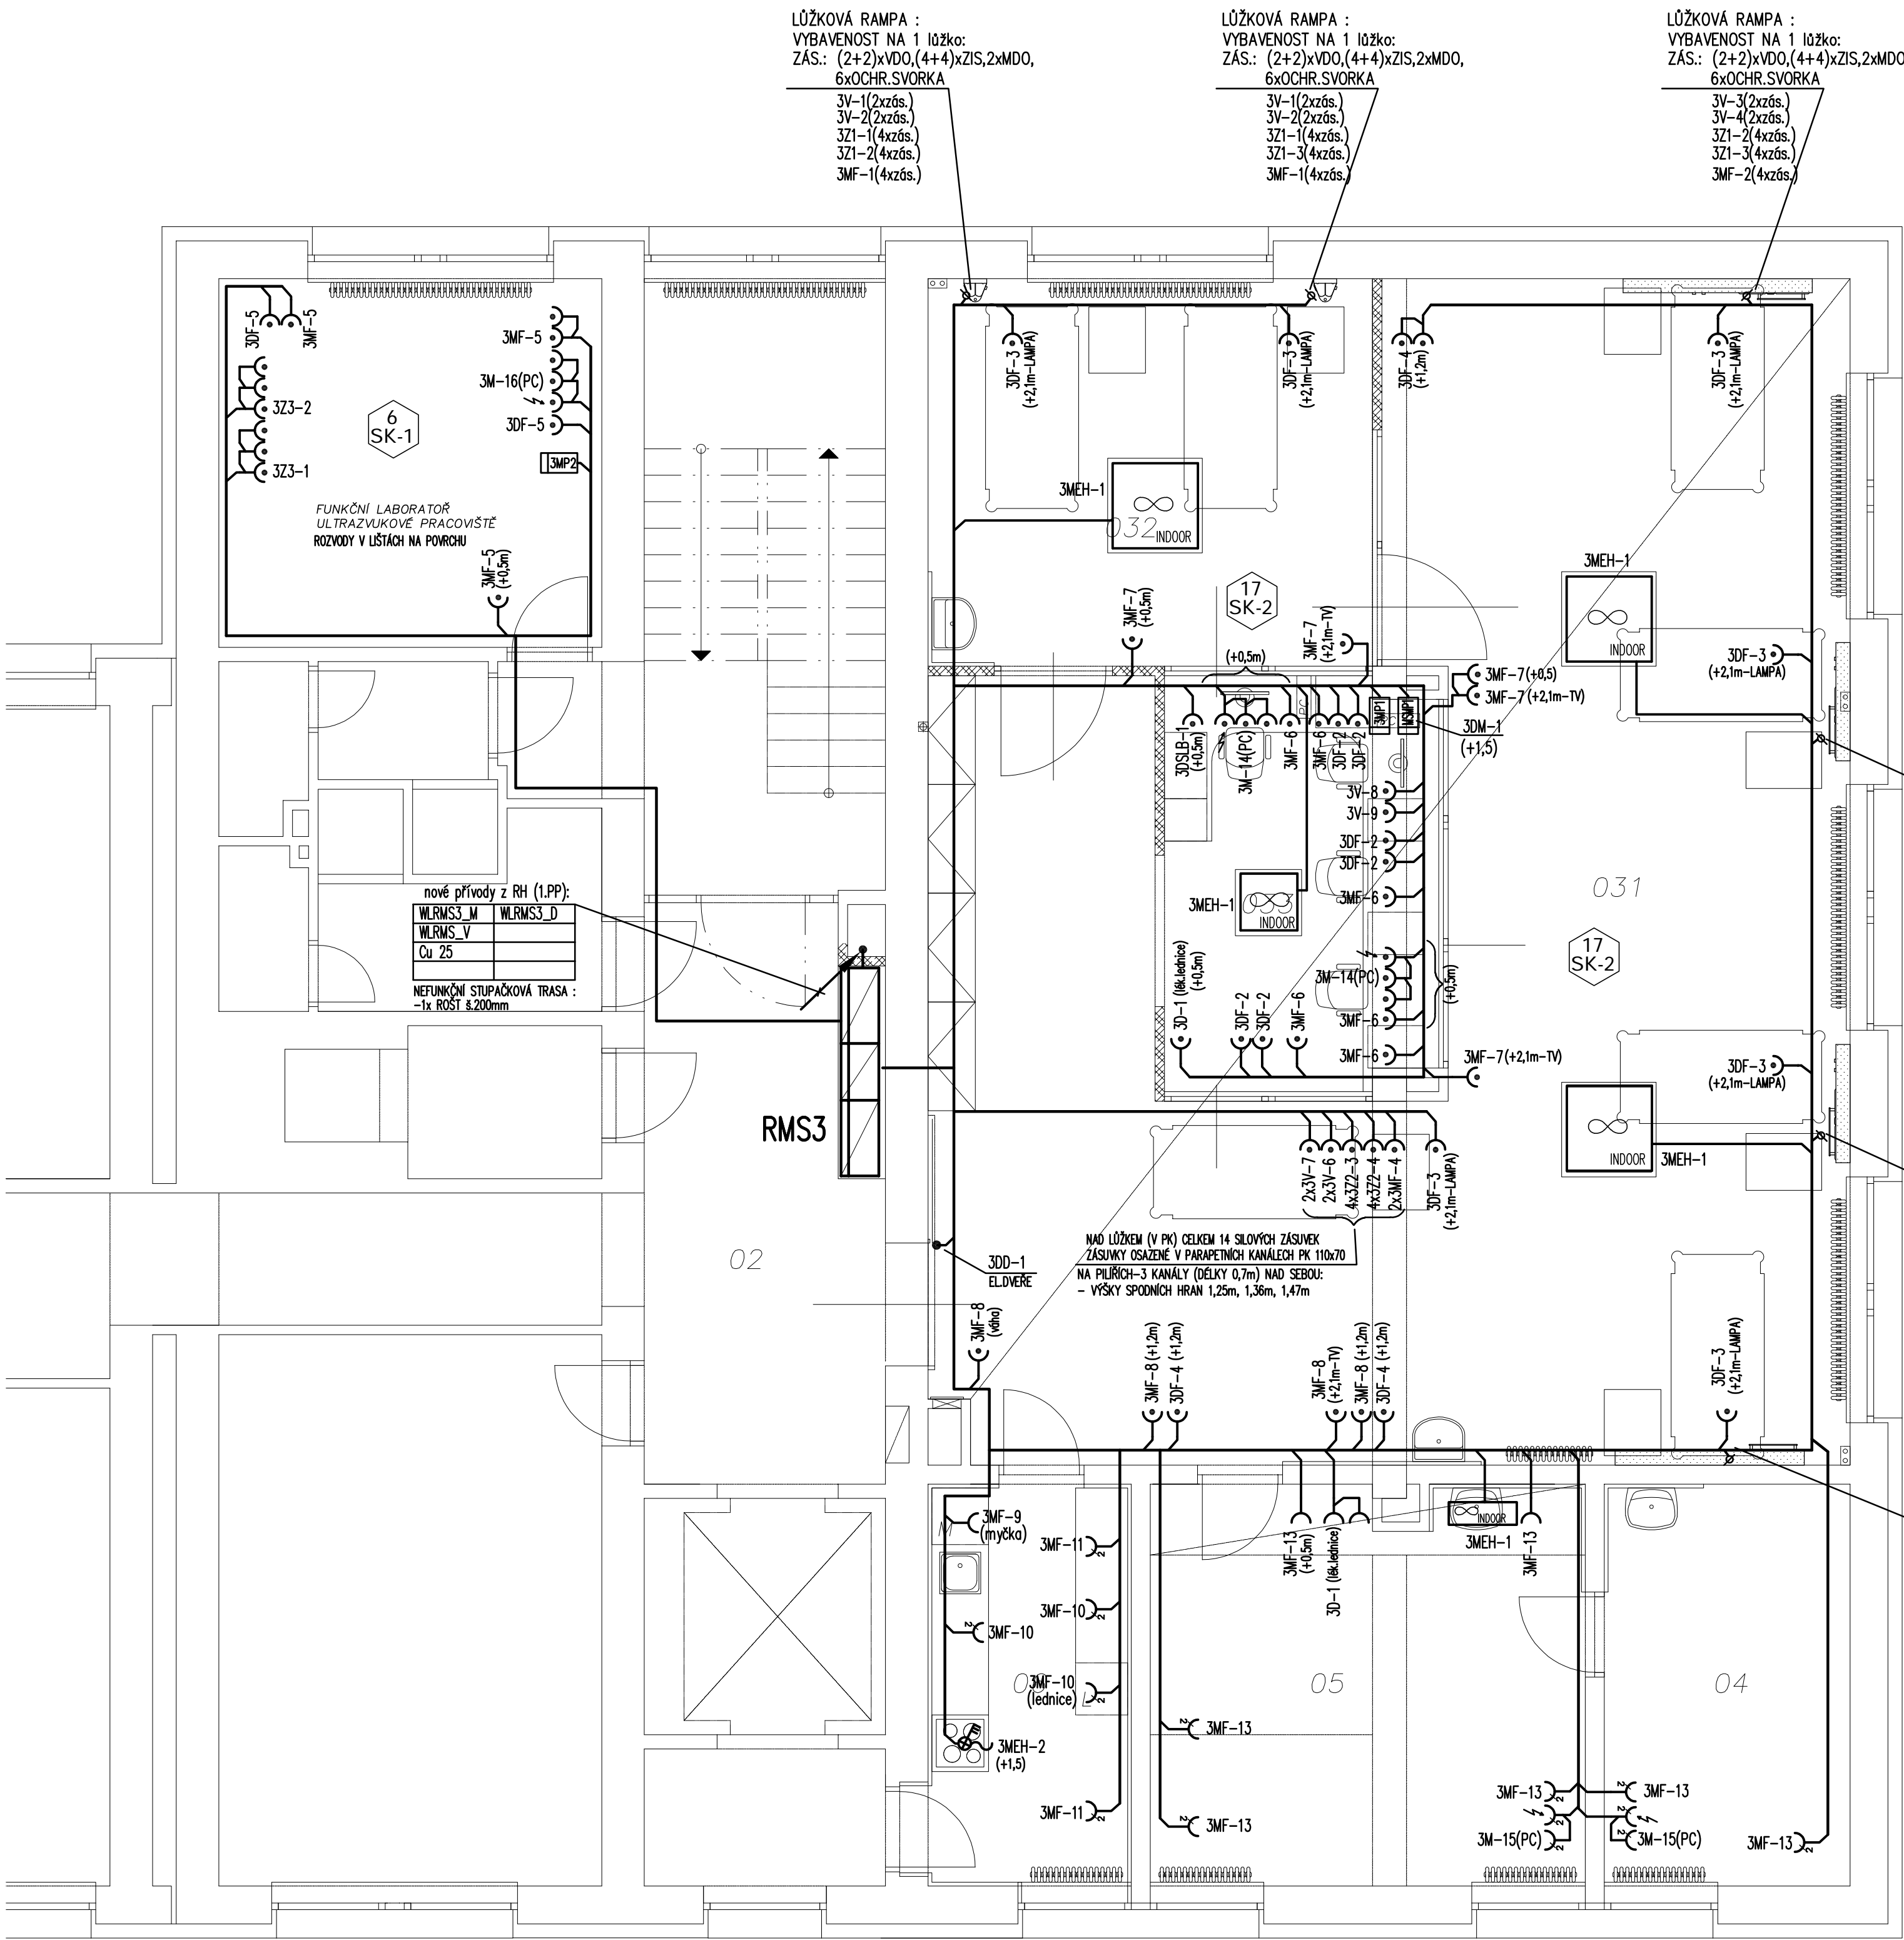 LŮŽKOVÁ RAMPA :
VYBAVENOST NA 1 lůžko:
ZÁS.: (2+2)xVDO,(4+4)xZIS,2xMDO,
6xOCHR.SVORKA
3V-1(2xzás.)
3V-2(2xzás.)
3Z1-1(4xzás.)
3Z1-2(4xzás.)
3MF-1(4xzás.)
LŮŽKOVÁ RAMPA :
VYBAVENOST NA 1 lůžko:
ZÁS.: (2+2)xVDO,(4+4)xZIS,2xMDO,
6xOCHR.SVORKA
3V-1(2xzás.)
3V-2(2xzás.)
3Z1-1(4xzás.)
3Z1-3(4xzás.)
3MF-1(4xzás.)
LŮŽKOVÁ RAMPA :
VYBAVENOST NA 1 lůžko:
ZÁS.: (2+2)xVDO,(4+4)xZIS,2xMDO
6xOCHR.SVORKA
3V-3(2xzás.)
3V-4(2xzás.)
3Z1-2(4xzás.)
3Z1-3(4xzás.)
3MF-2(4xzás.)
3DF-5
3MF-5
3MF-5
3M-16(PC)
3DF-5
3Z3-2
3Z3-1
6
SK-1
3MP2
FUNKČNÍ LABORATOŘ
ULTRAZVUKOVÉ PRACOVIŠTĚ
ROZVODY V LIŠTÁCH NA POVRCHU
3MF-5
(+0,5m)
3DF-3
(+2,1m-LAMPA)
3DF-3
(+2,1m-LAMPA)
3DF-4
(+1,2m)
3DF-3
(+2,1m-LAMPA)
3MEH-1
032
INDOOR
17
SK-2
3MF-7
(+0,5m)
3MF-7
(+2,1m-TV)
(+0,5m)
3MEH-1
INDOOR
3DF-3
(+2,1m-LAMPA)
3MF-7(+0,5)
3MF-7(+2,1m-TV)
3MP1
MSMP1
3DM-1
(+1,5)
3DSLB-1
(+0,5m)
3M-14(PC)
3MF-6
3MF-6
3DF-2
3DF-2
3V-8
3V-9
3DF-2
3DF-2
3MF-6
3MEH-1
033
INDOOR
3M-14(PC)
3MF-6
(+0,5m)
3MF-6
3D-1 (lék.lednice)
(+0,5m)
3DF-2
3DF-2
3MF-6
3MF-7(+2,1m-TV)
031
17
SK-2
nové přívody z RH (1.PP):
WLRMS3_M WLRMS3_D
WLRMS_V
Cu 25
NEFUNKČNÍ STUPAČKOVÁ TRASA :
-1x ROŠT š.200mm
RMS3
3DF-3
(+2,1m-LAMPA)
INDOOR
3MEH-1
2x3V-7
2x3V-6
4x3Z2-3
4x3Z2-4
2x3MF-4
3DF-3
(+2,1m-LAMPA)
NAD LŮŽKEM (V PK) CELKEM 14 SILOVÝCH ZÁSUVEK
ZÁSUVKY OSAZENÉ V PARAPETNÍCH KANÁLECH PK 110x70
NA PILÍŘÍCH-3 KANÁLY (DÉLKY 0,7m) NAD SEBOU:
- VÝŠKY SPODNÍCH HRAN 1,25m, 1,36m, 1,47m
02
3DD-1
EL.DVEŘE
3MF-8
(váha)
3MF-8 (+1,2m)
3DF-4 (+1,2m)
3MF-8
(+2,1m-TV)
3MF-8 (+1,2m)
3DF-4 (+1,2m)
3DF-3
(+2,1m-LAMPA)
3MF-9
(myčka)
3MF-11
3MF-10
3MF-10
3MF-10
(lednice)
3MEH-2
(+1,5)
3MF-11
3MF-13
(+0,5m)
3D-1 (lék.lednice)
INDOOR
3MEH-1
3MF-13
05
04
3MF-13
3MF-13
3MF-13
3M-15(PC)
3MF-13
3M-15(PC)
3MF-13